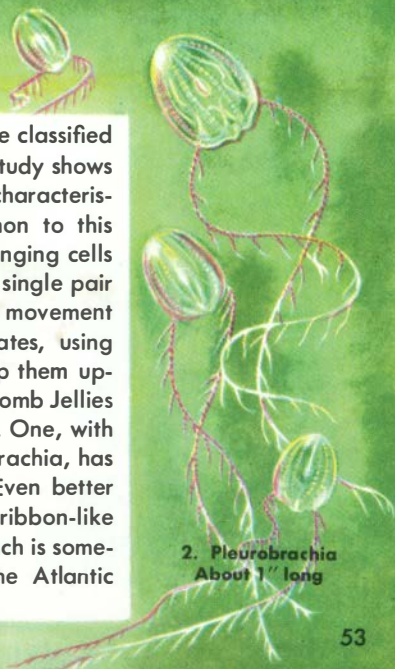 e classified
tudy shows
characteris-
non to this
nging cells
single pair
movement
ates, using
p them up-
omb Jellies
. One, with
rachia, has
Even better
ribbon-like
ch is some-
ne Atlantic
2. Pleurobrachia
About 1" long
53